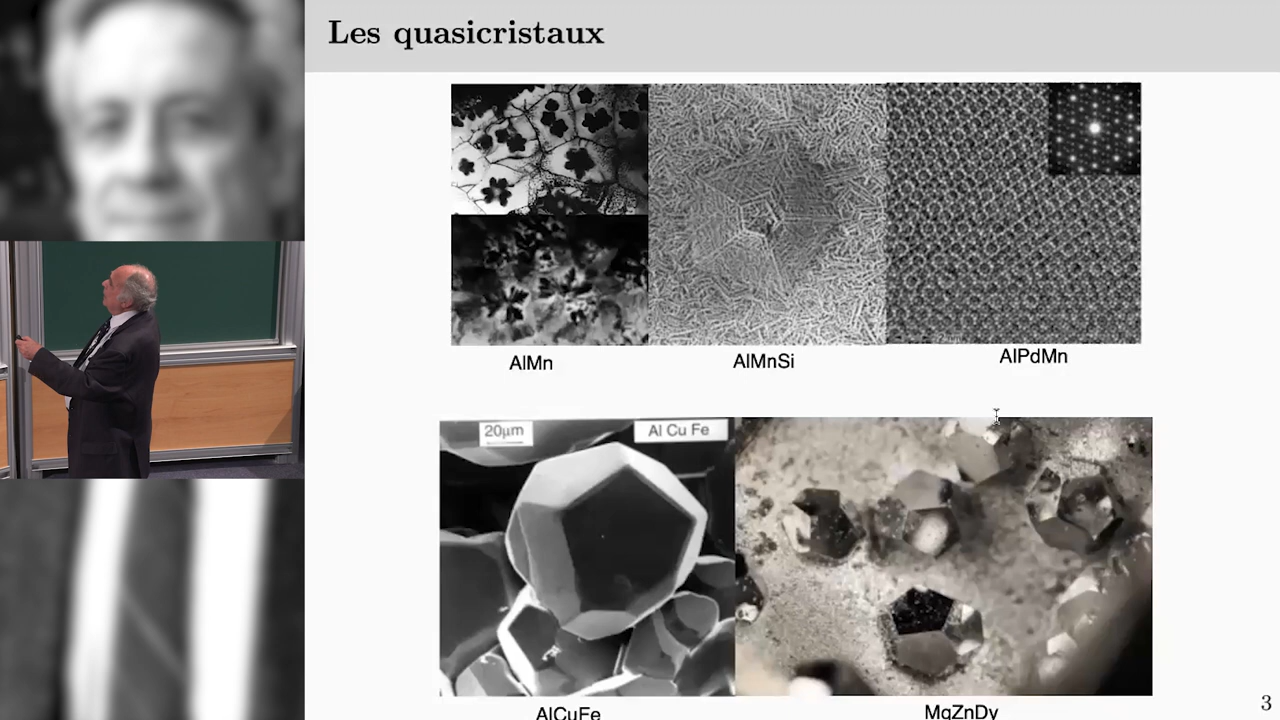 Les quasicristaux
AlMn
AlMnSi
AlPdMn
20μm
Al Cu Fe
AlCuFe
MgZnDy
3